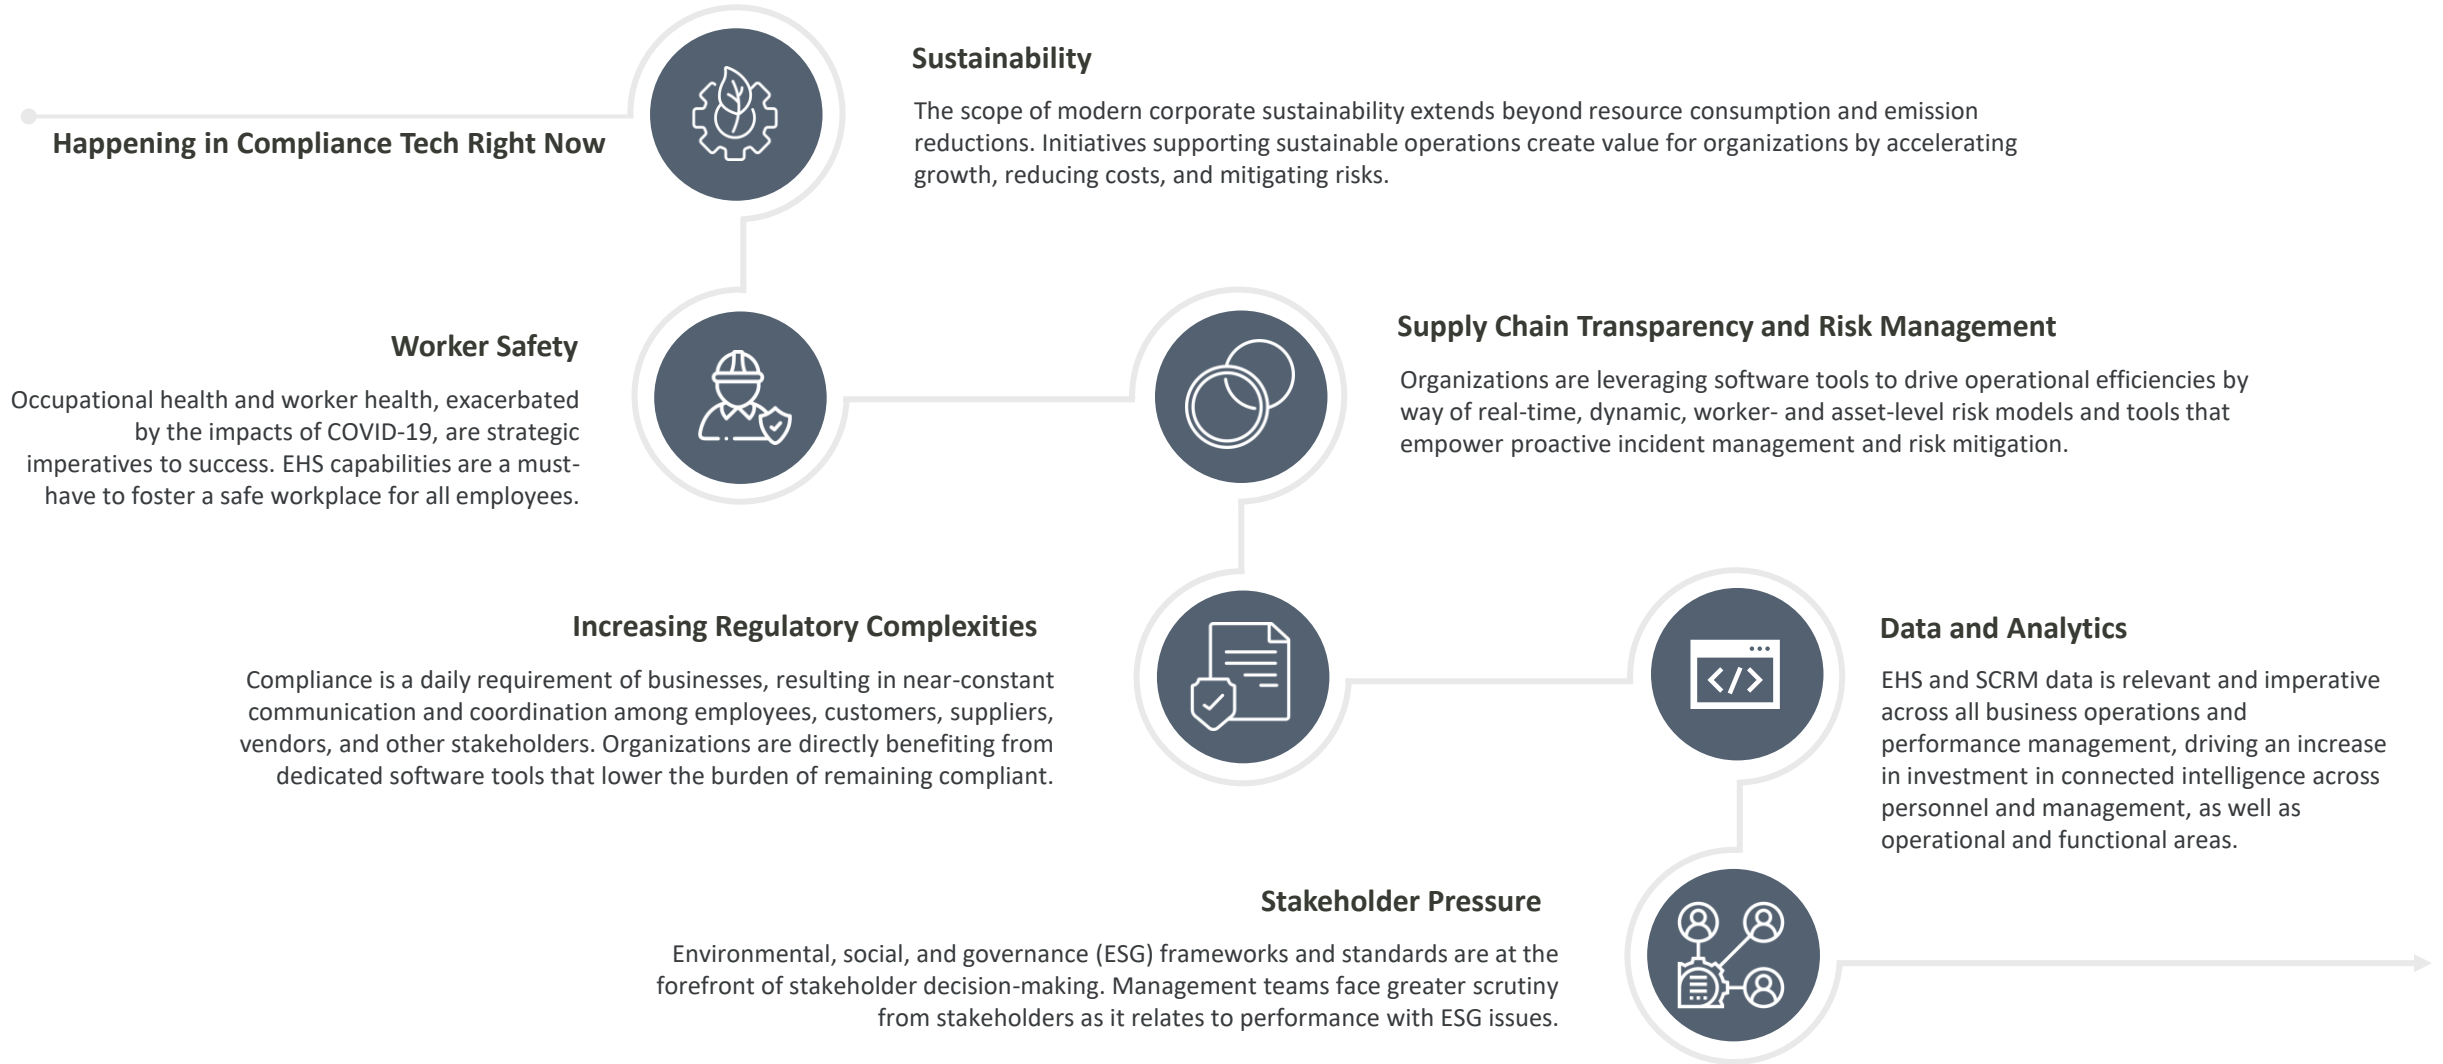 Happening in Compliance Tech Right Now
Sustainability
The scope of modern corporate sustainability extends beyond resource consumption and emission
reductions. Initiatives supporting sustainable operations create value for organizations by accelerating
growth, reducing costs, and mitigating risks.
Worker Safety
Occupational health and worker health, exacerbated
by the impacts of COVID-19, are strategic
imperatives to success. EHS capabilities are a must-
have to foster a safe workplace for all employees.
Supply Chain Transparency and Risk Management
Organizations are leveraging software tools to drive operational efficiencies by
way of real-time, dynamic, worker- and asset-level risk models and tools that
empower proactive incident management and risk mitigation.
Increasing Regulatory Complexities
Compliance is a daily requirement of businesses, resulting in near-constant
communication and coordination among employees, customers, suppliers,
vendors, and other stakeholders. Organizations are directly benefiting from
dedicated software tools that lower the burden of remaining compliant.
Data and Analytics
EHS and SCRM data is relevant and imperative
across all business operations and
performance management, driving an increase
in investment in connected intelligence across
personnel and management, as well as
operational and functional areas.
Stakeholder Pressure
Environmental, social, and governance (ESG) frameworks and standards are at the
forefront of stakeholder decision-making. Management teams face greater scrutiny
from stakeholders as it relates to performance with ESG issues.